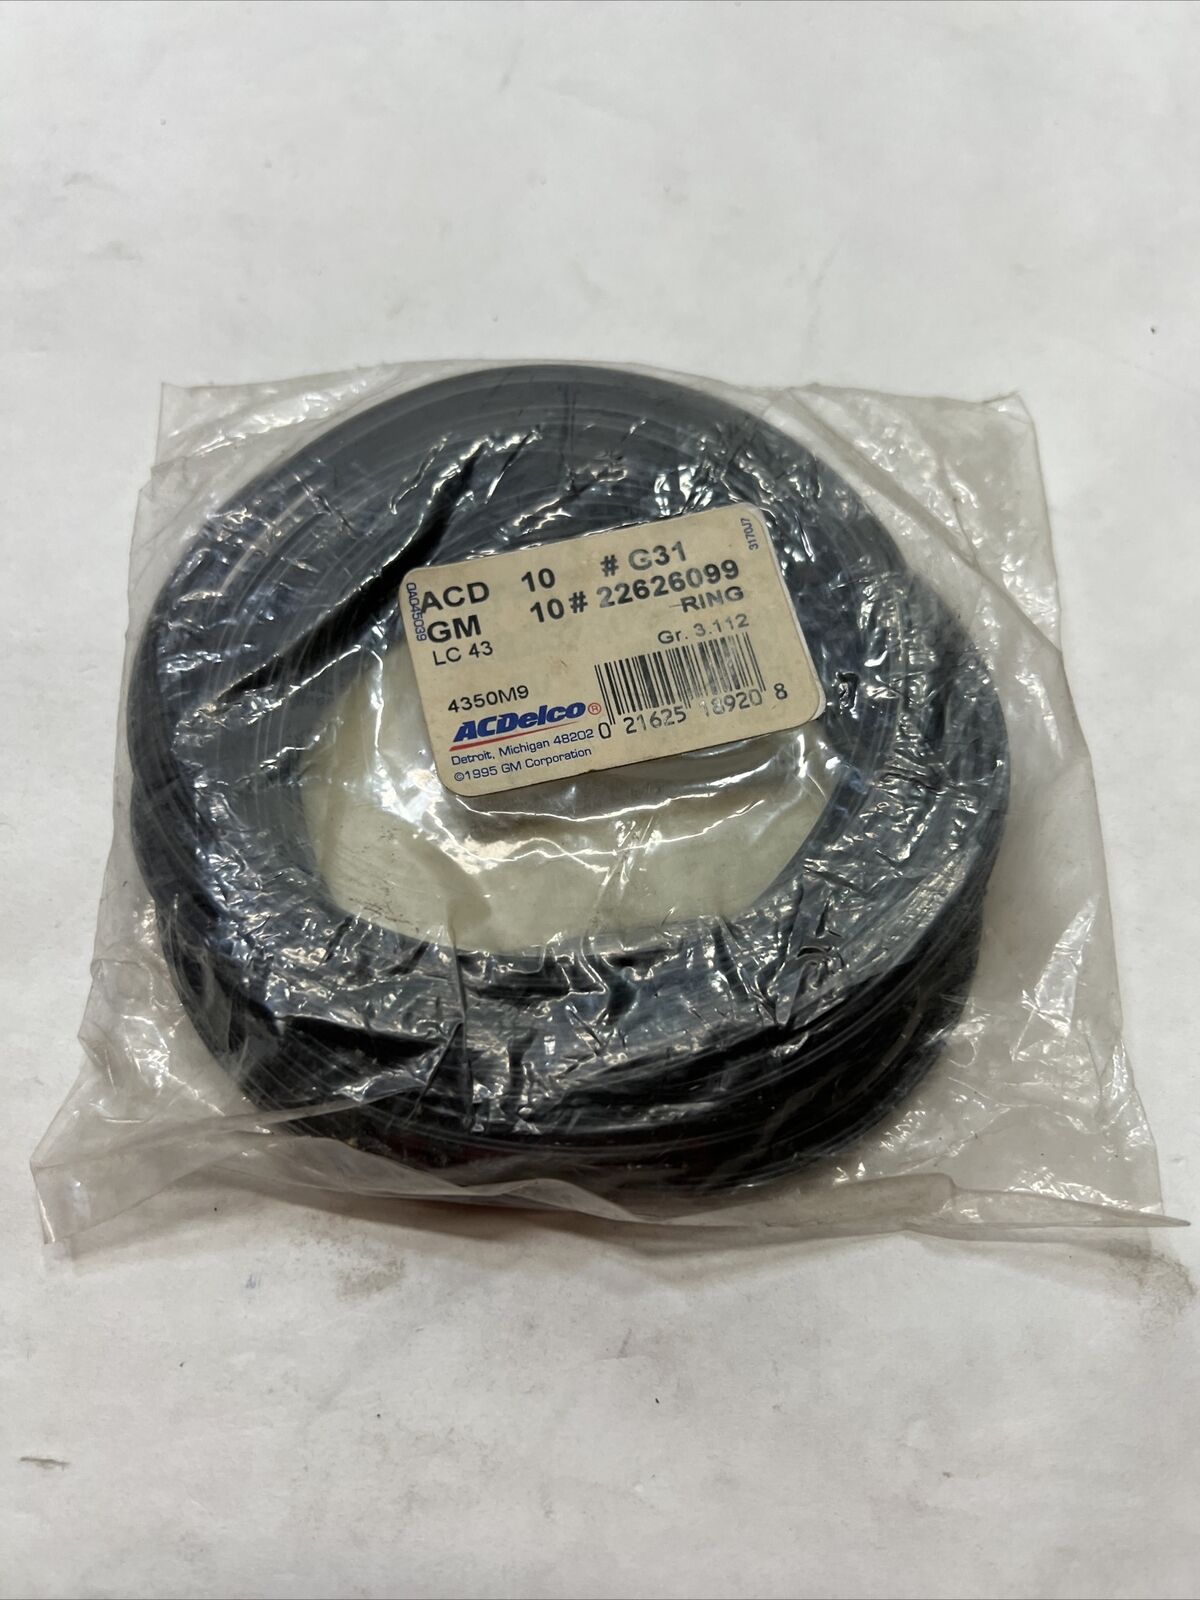 ACD 10 # G31
GM 10# 22626099
LC 43 RING
Gr. 3.112
4350M9
ACDelco®
Detroit, Michigan 48202
©1995 GM Corporation
0 21625 18920 8
0A045039
3170J7